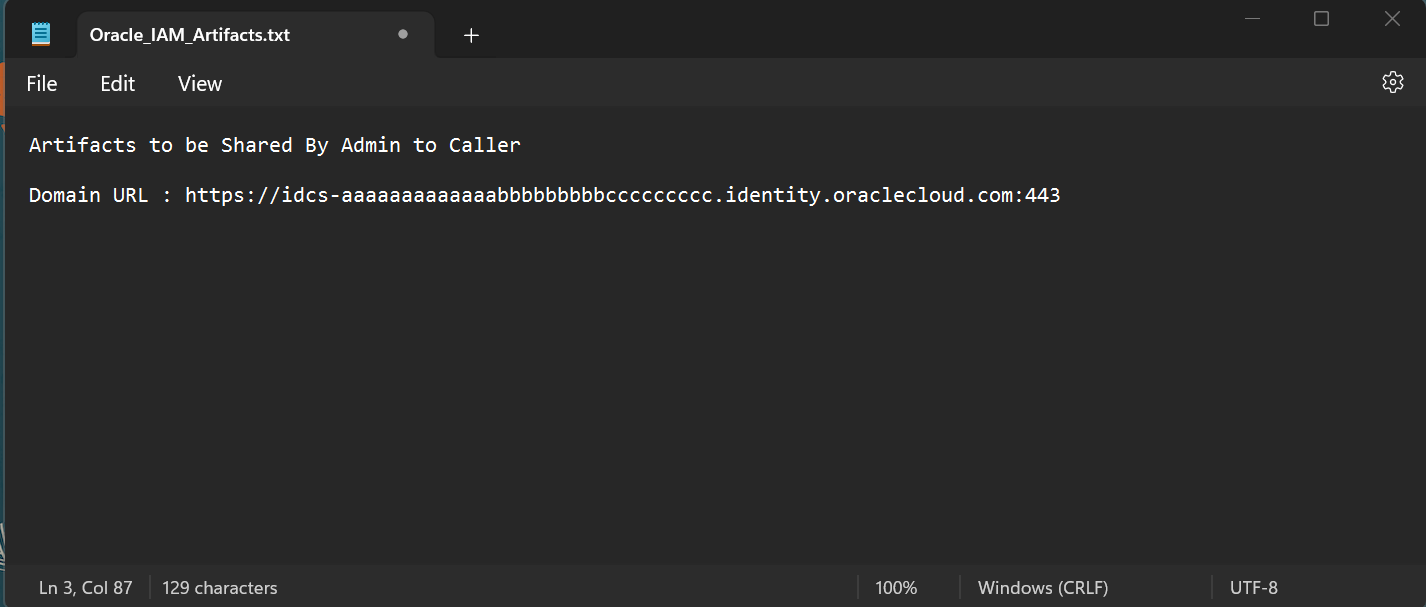 Oracle_IAM_Artifacts.txt
File Edit View
Artifacts to be Shared By Admin to Caller
Domain URL : https://idcs-aaaaaaaaaaaaabbbbbbbbbccccccccc.identity.oraclecloud.com:443
Ln 3, Col 87 129 characters 100% Windows (CRLF) UTF-8